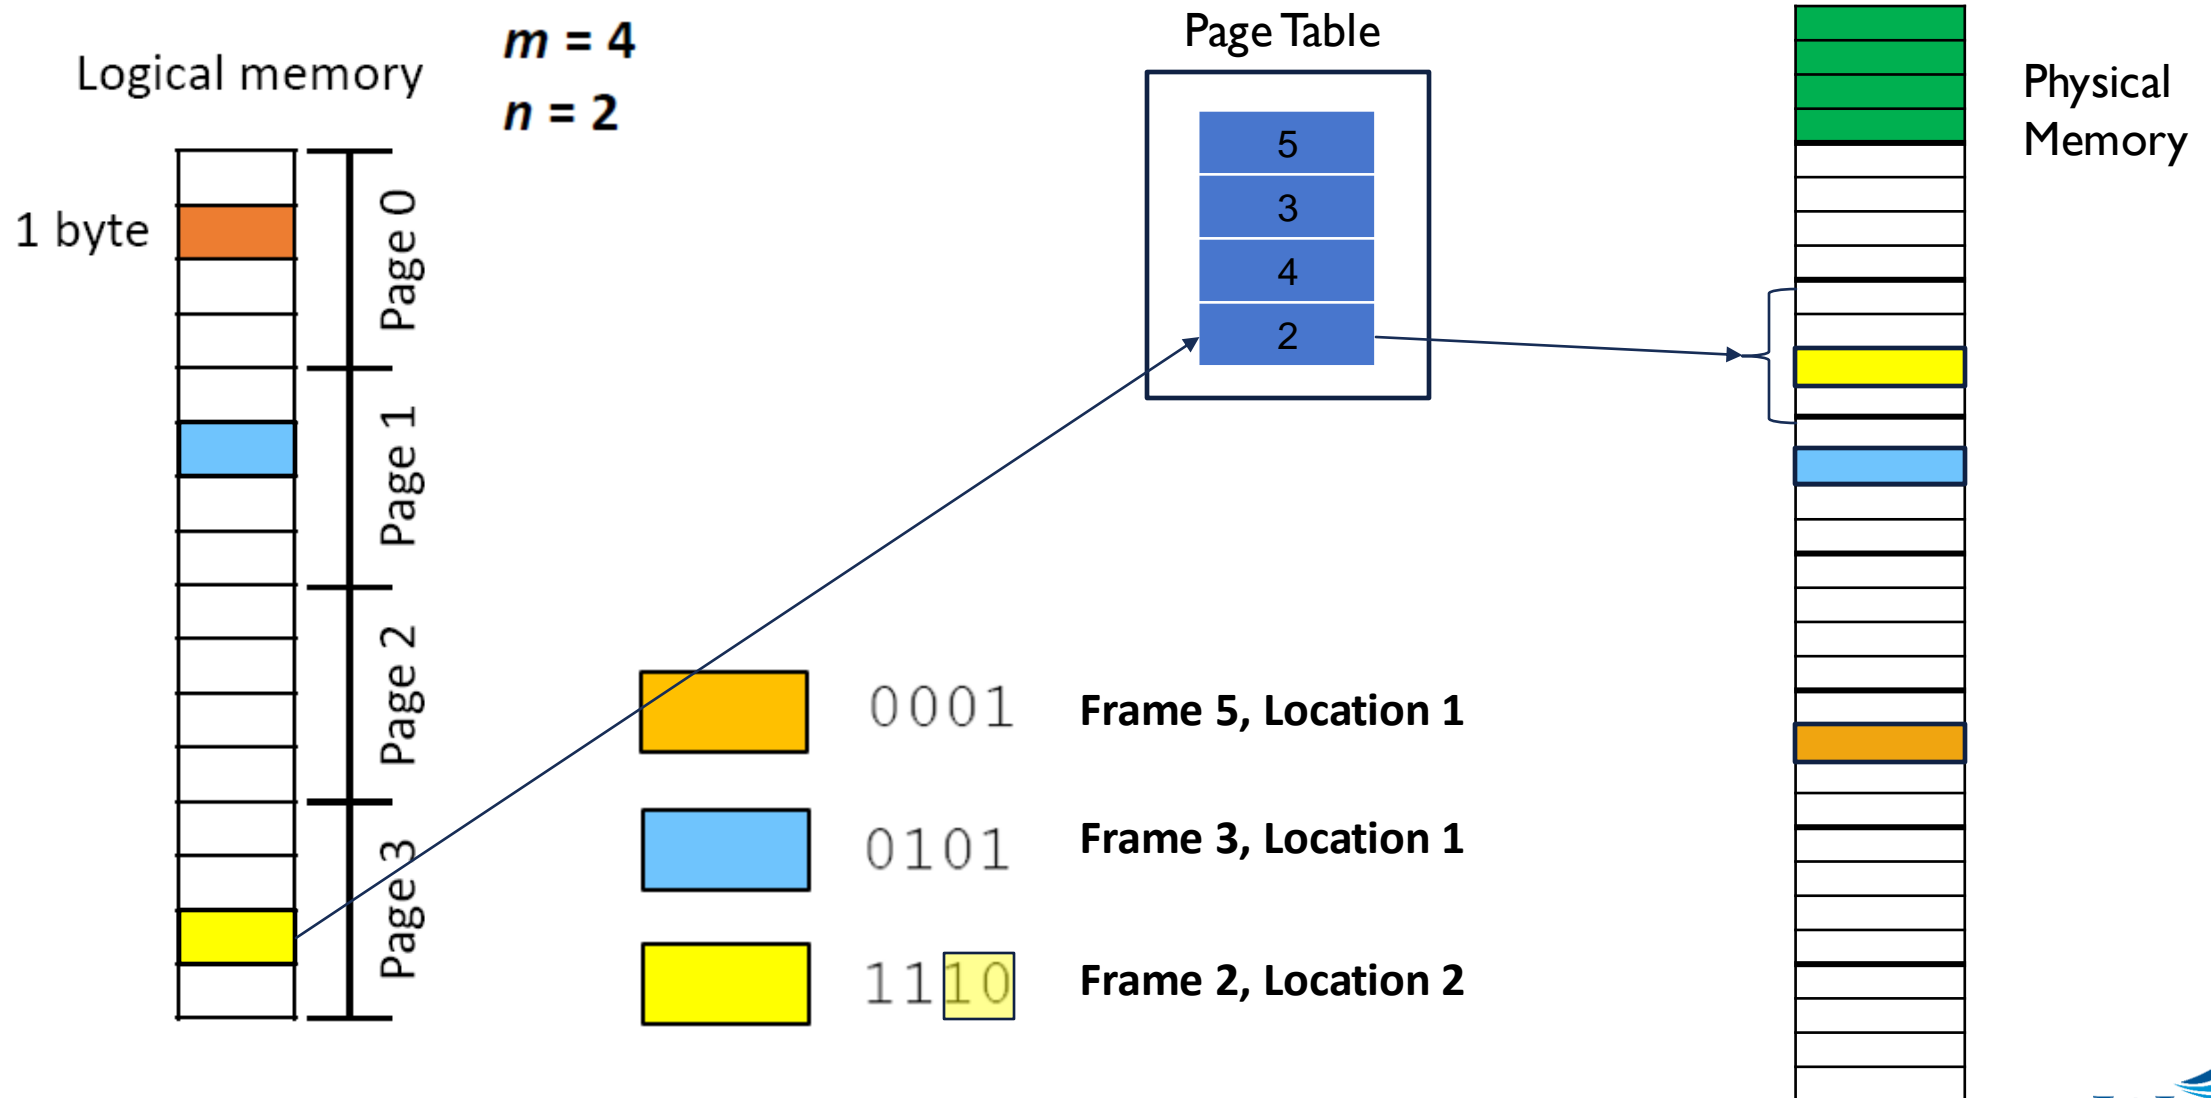 Logical memory
m = 4
n = 2
1 byte
Page 0
Page 1
Page 2
Page 3
Page Table
5
3
4
2
0001 Frame 5, Location 1
0101 Frame 3, Location 1
1110 Frame 2, Location 2
Physical
Memory